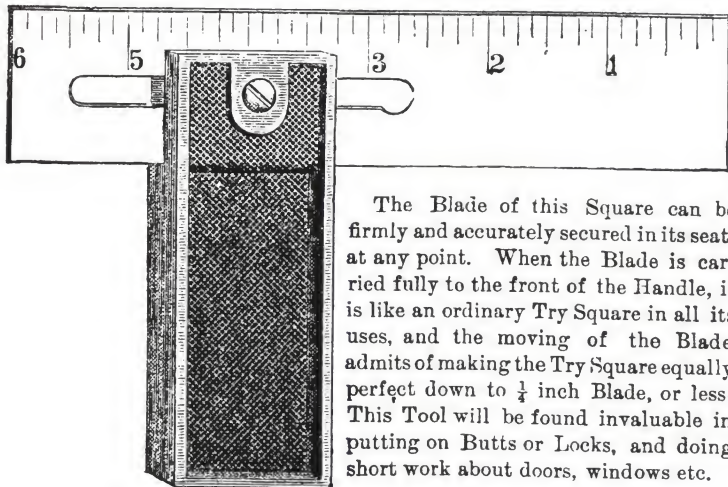 6 5 3 2 1
The Blade of this Square can be
firmly and accurately secured in its seat
at any point. When the Blade is car
ried fully to the front of the Handle, i
is like an ordinary Try Square in all its
uses, and the moving of the Blade
admits of making the Try Square equally
perfect down to ¼ inch Blade, or less
This Tool will be found invaluable in
putting on Butts or Locks, and doing
short work about doors, windows etc.